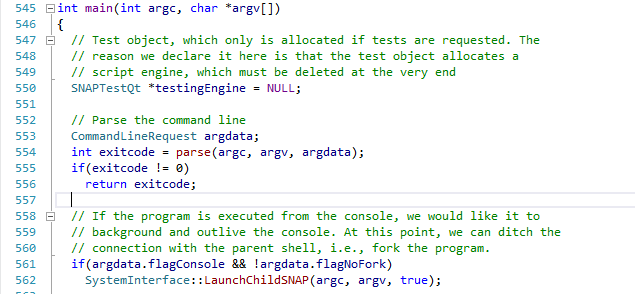 545 int main(int argc, char *argv[])
546 {
547 // Test object, which only is allocated if tests are requested. The
548 // reason we declare it here is that the test object allocates a
549 // script engine, which must be deleted at the very end
550 SNAPTestQt *testingEngine = NULL;
551
552 // Parse the command line
553 CommandLineRequest argdata;
554 int exitcode = parse(argc, argv, argdata);
555 if(exitcode != 0)
556 return exitcode;
557
558 // If the program is executed from the console, we would like it to
559 // background and outlive the console. At this point, we can ditch the
560 // connection with the parent shell, i.e., fork the program.
561 if(argdata.flagConsole && !argdata.flagNoFork)
562 SystemInterface::LaunchChildSNAP(argc, argv, true);